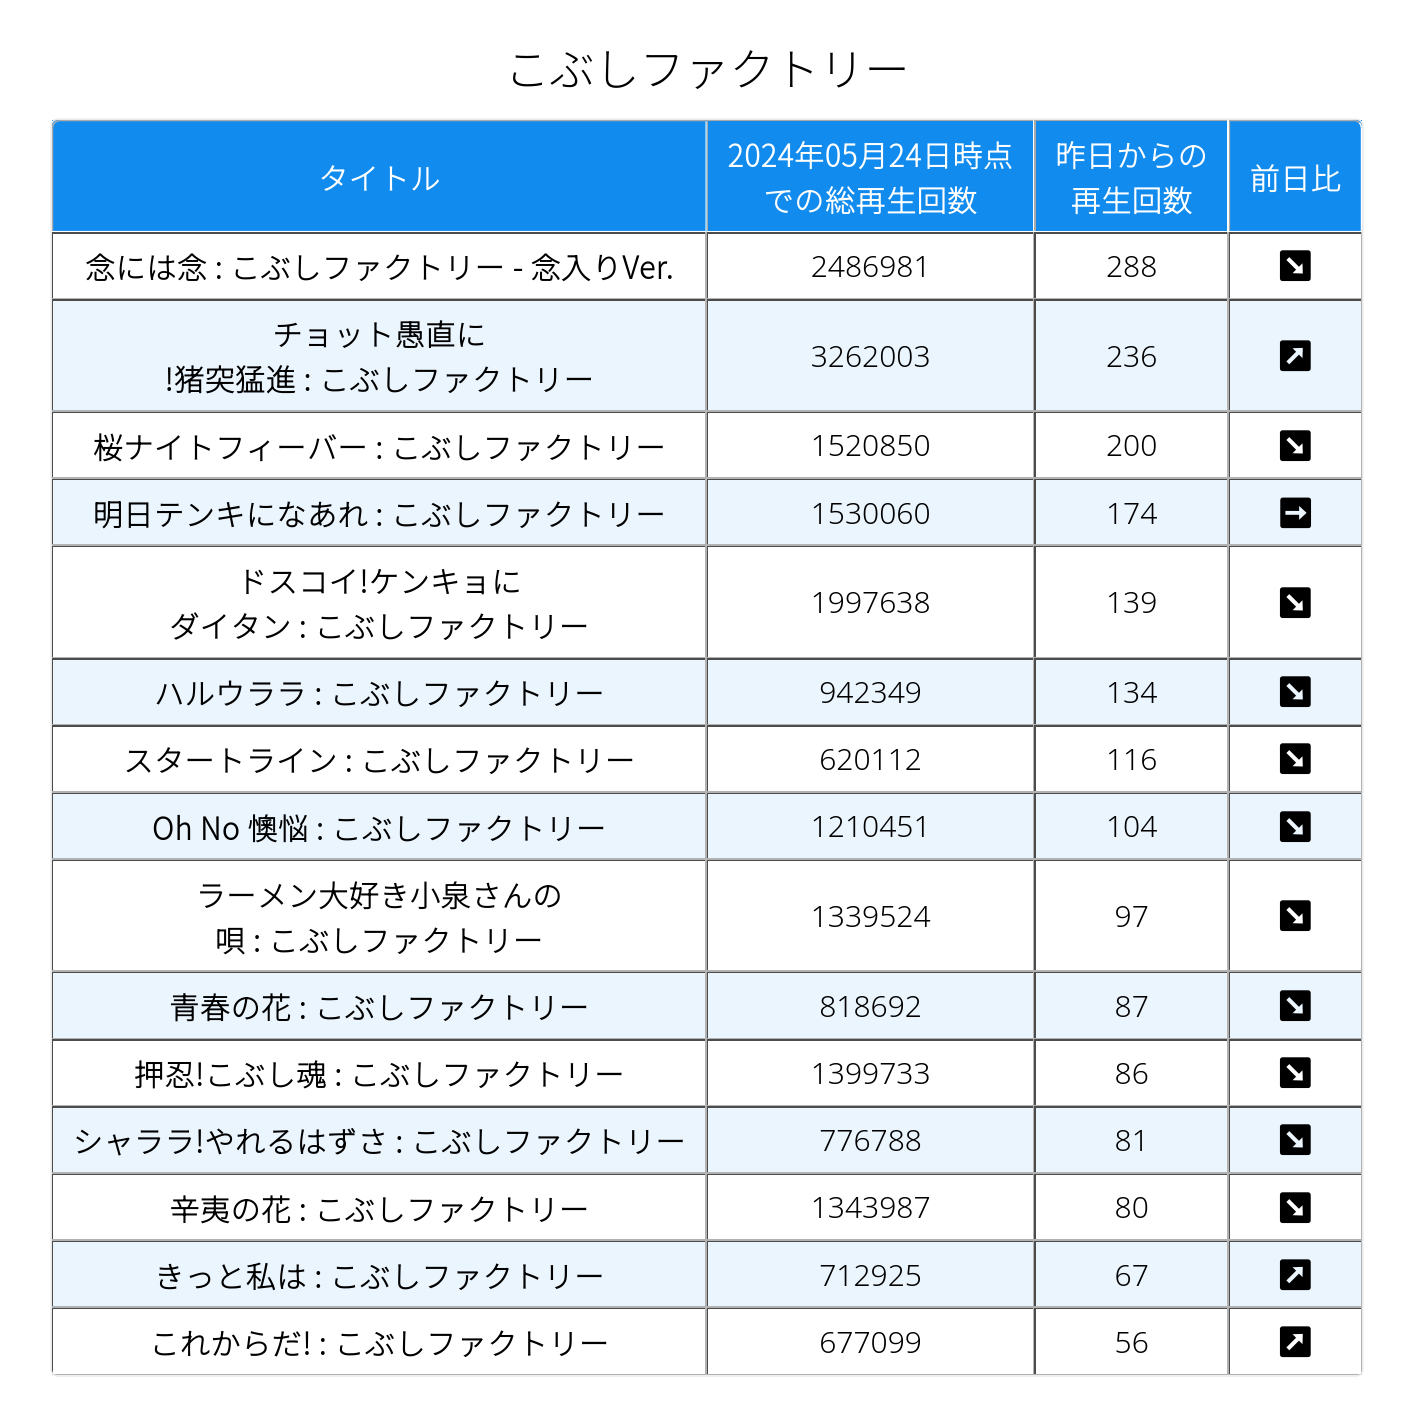 こぶしファクトリー
タイトル
2024年05月24日時点
での総再生回数
昨日からの
再生回数
前日比
念には念 : こぶしファクトリー - 念入りVer.
2486981
288
チョット愚直に
!猪突猛進 : こぶしファクトリー
3262003
236
桜ナイトフィーバー : こぶしファクトリー
1520850
200
明日テンキになあれ : こぶしファクトリー
1530060
174
ドスコイ!ケンキョに
ダイタン : こぶしファクトリー
1997638
139
ハルウララ : こぶしファクトリー
942349
134
スタートライン : こぶしファクトリー
620112
116
Oh No 懊悩 : こぶしファクトリー
1210451
104
ラーメン大好き小泉さんの
唄 : こぶしファクトリー
1339524
97
青春の花 : こぶしファクトリー
818692
87
押忍!こぶし魂 : こぶしファクトリー
1399733
86
シャララ!やれるはずさ : こぶしファクトリー
776788
81
辛夷の花 : こぶしファクトリー
1343987
80
きっと私は : こぶしファクトリー
712925
67
これからだ! : こぶしファクトリー
677099
56